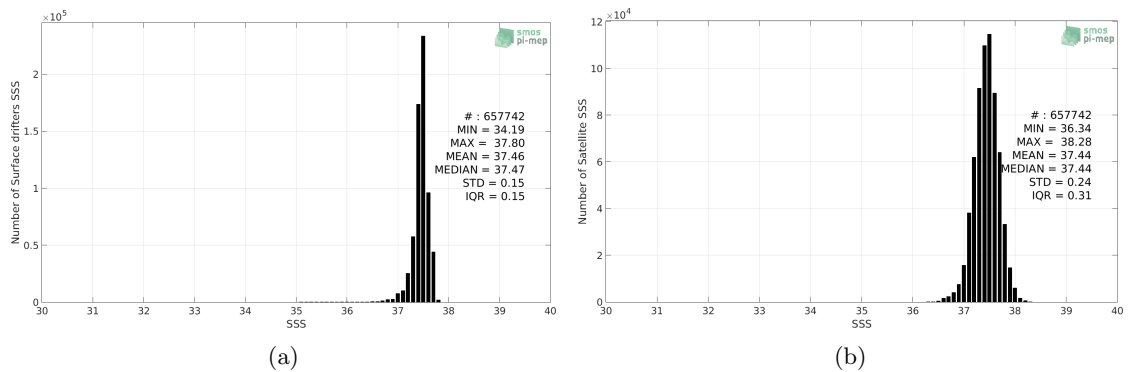 ×10⁵
smos
pi-mep
Number of Surface drifters SSS
2
1.5
1
0.5
0
# : 657742
MIN = 34.19
MAX = 37.80
MEAN = 37.46
MEDIAN = 37.47
STD = 0.15
IQR = 0.15
30 31 32 33 34 35 36 37 38 39 40
SSS
(a)
×10⁴
smos
pi-mep
Number of Satellite SSS
12
10
8
6
4
2
0
# : 657742
MIN = 36.34
MAX = 38.28
MEAN = 37.44
MEDIAN = 37.44
STD = 0.24
IQR = 0.31
30 31 32 33 34 35 36 37 38 39 40
SSS
(b)